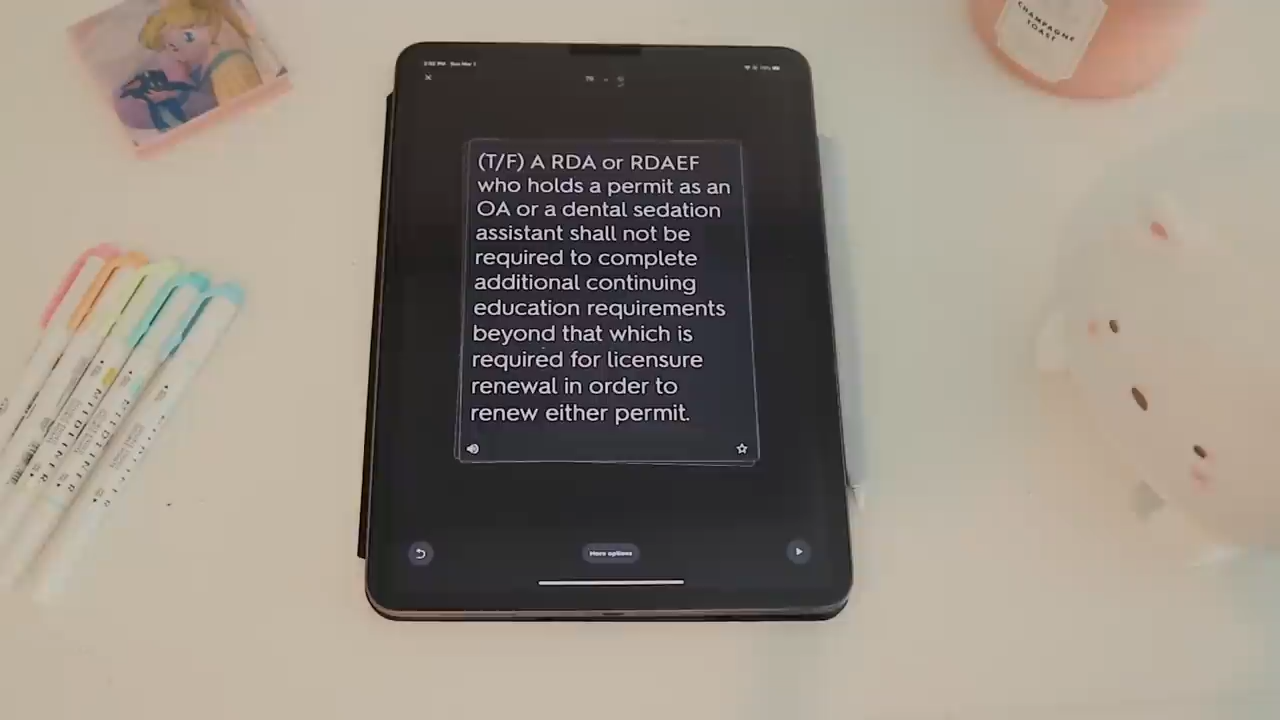 CHAMPAGNE
TOAST
(T/F) A RDA or RDAEF
who holds a permit as an
OA or a dental sedation
assistant shall not be
required to complete
additional continuing
education requirements
beyond that which is
required for licensure
renewal in order to
renew either permit.
More options